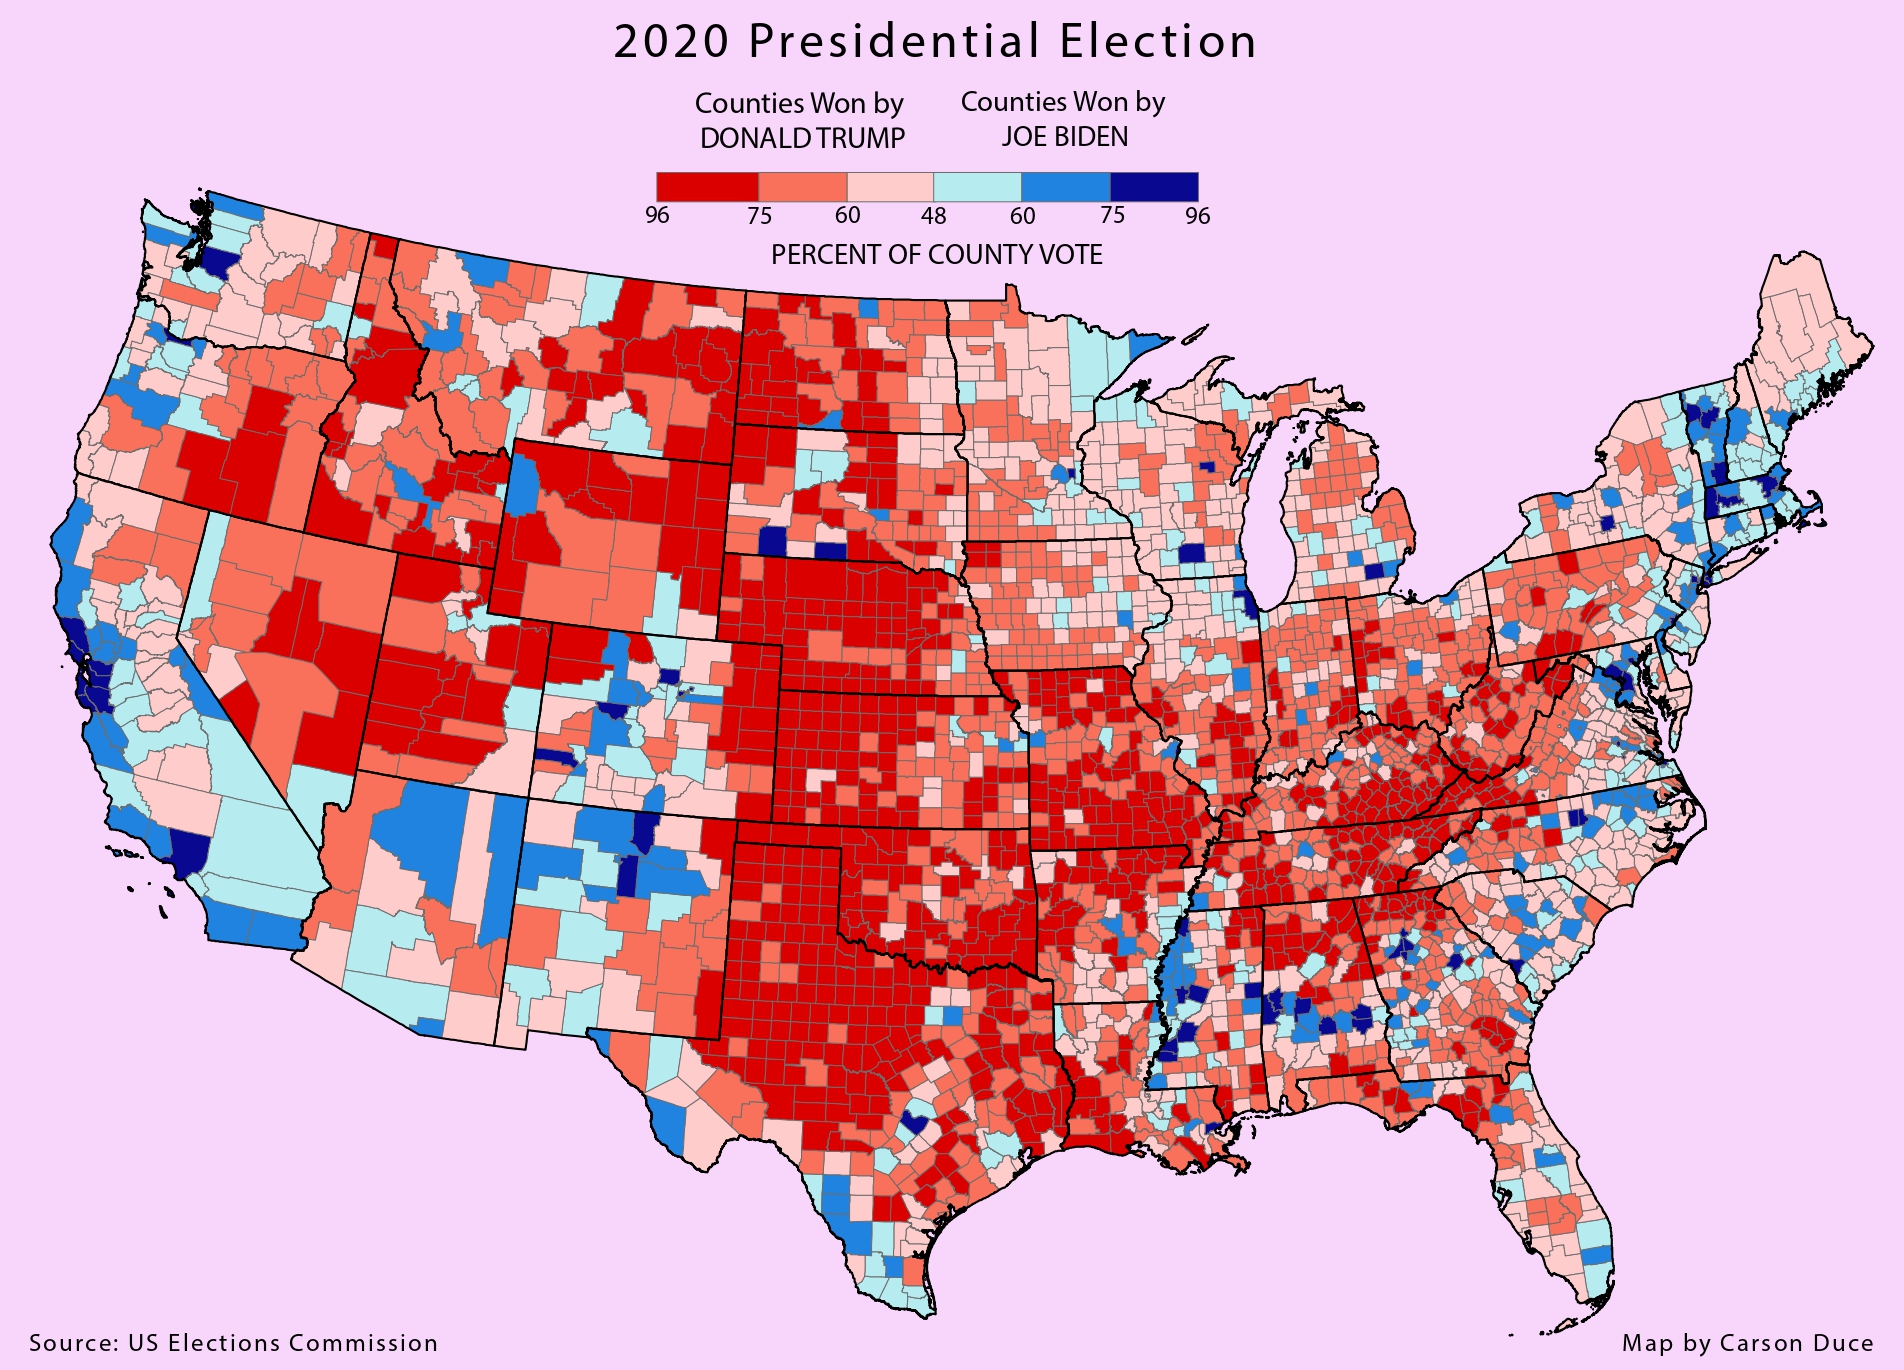 2020 Presidential Election
Counties Won by
DONALD TRUMP
Counties Won by
JOE BIDEN
96 75 60 48 60 75 96
PERCENT OF COUNTY VOTE
Source: US Elections Commission
Map by Carson Duce